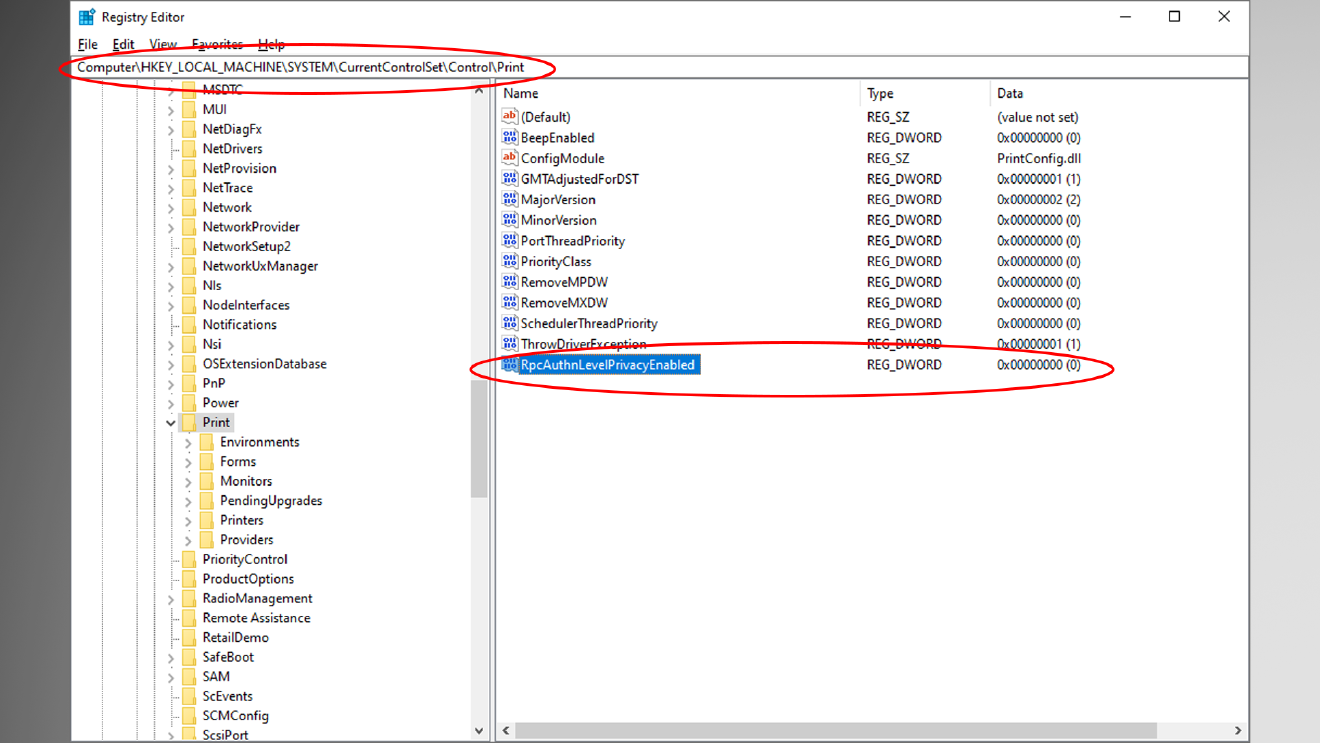 Registry Editor
File Edit View Favorites Help
Computer\HKEY_LOCAL_MACHINE\SYSTEM\CurrentControlSet\Control\Print
MSDTC
MUI
NetDiagFx
NetDrivers
NetProvision
NetTrace
Network
NetworkProvider
NetworkSetup2
NetworkUxManager
Nls
NodeInterfaces
Notifications
Nsi
OSExtensionDatabase
PnP
Power
Print
Environments
Forms
Monitors
PendingUpgrades
Printers
Providers
PriorityControl
ProductOptions
RadioManagement
Remote Assistance
RetailDemo
SafeBoot
SAM
ScEvents
SCMConfig
ScsiPort
Name Type Data
ab (Default) REG_SZ (value not set)
BeepEnabled REG_DWORD 0x00000000 (0)
ab ConfigModule REG_SZ PrintConfig.dll
GMTAdjustedForDST REG_DWORD 0x00000001 (1)
MajorVersion REG_DWORD 0x00000002 (2)
MinorVersion REG_DWORD 0x00000000 (0)
PortThreadPriority REG_DWORD 0x00000000 (0)
PriorityClass REG_DWORD 0x00000000 (0)
RemoveMPDW REG_DWORD 0x00000000 (0)
RemoveMXDW REG_DWORD 0x00000000 (0)
SchedulerThreadPriority REG_DWORD 0x00000000 (0)
ThrowDriverException REG_DWORD 0x00000001 (1)
RpcAuthnLevelPrivacyEnabled REG_DWORD 0x00000000 (0)